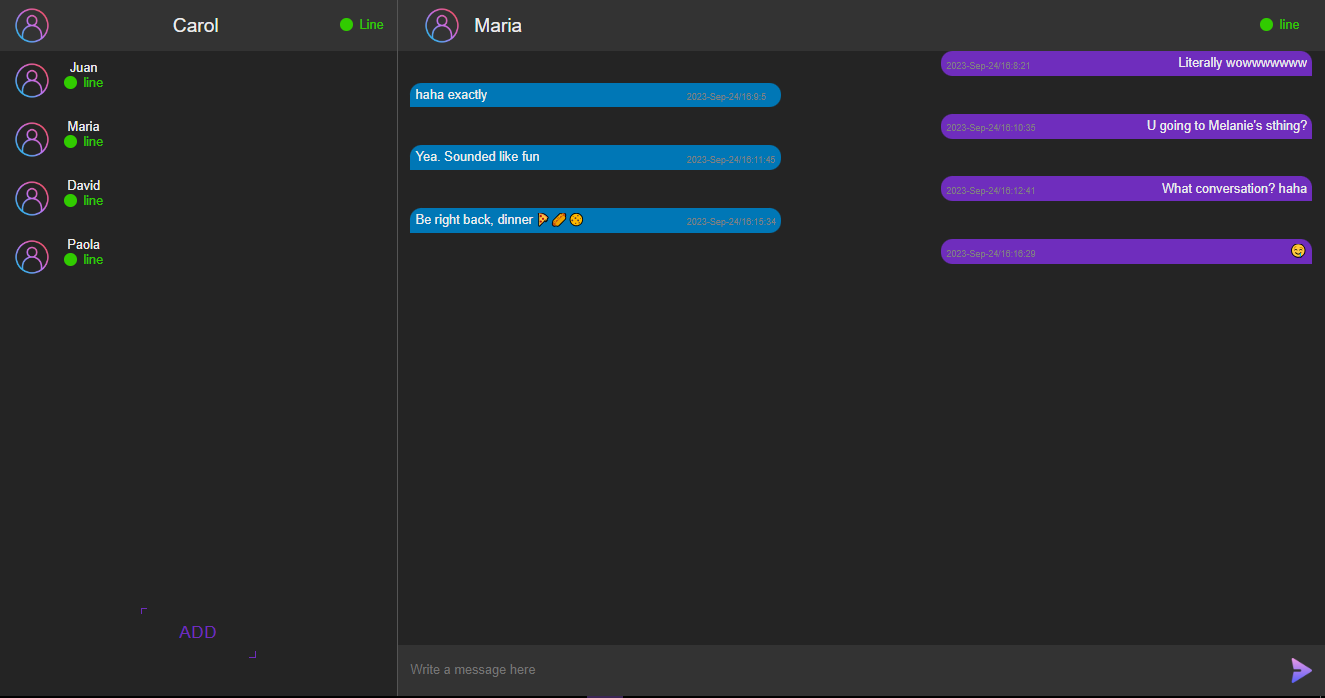 Carol
Line
Juan
line
Maria
line
David
line
Paola
line
ADD
Maria
line
2023-Sep-24/16:8:21 Literally wowwwwwww
haha exactly 2023-Sep-24/16:9:5
2023-Sep-24/16:10:35 U going to Melanie's sthing?
Yea. Sounded like fun 2023-Sep-24/16:11:45
2023-Sep-24/16:12:41 What conversation? haha
Be right back, dinner 2023-Sep-24/16:15:34
2023-Sep-24/16:16:29
Write a message here